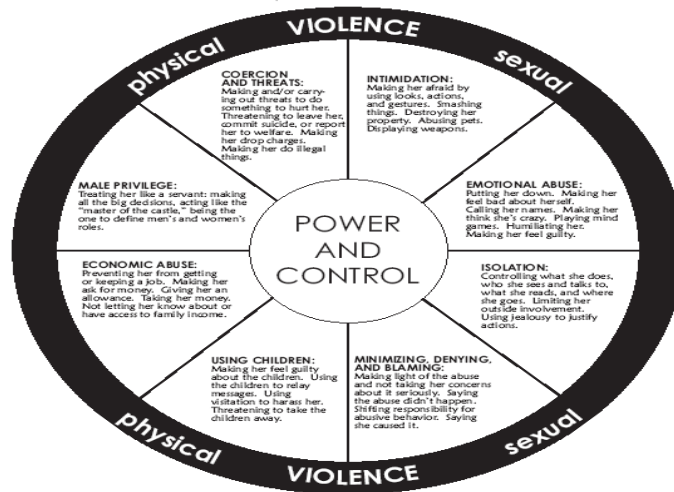 physical VIOLENCE sexual
COERCION
AND THREATS:
Making and/or carry-
ing out threats to do
something to hurt her.
Threatening to leave her,
commit suicide, or report
her to welfare. Making
her drop charges.
Making her do illegal
things.
INTIMIDATION:
Making her afraid by
using looks, actions,
and gestures. Smashing
things. Destroying her
property. Abusing pets.
Displaying weapons.
MALE PRIVILEGE:
Treating her like a servant: making
all the big decisions, acting like the
"master of the castle," being the
one to define men's and women's
roles.
EMOTIONAL ABUSE:
Putting her down. Making her
feel bad about herself.
Calling her names. Making her
think she's crazy. Playing mind
games. Humiliating her.
Making her feel guilty.
POWER
AND
CONTROL
ECONOMIC ABUSE:
Preventing her from getting
or keeping a job. Making her
ask for money. Giving her an
allowance. Taking her money.
Not letting her know about or
have access to family income.
ISOLATION:
Controlling what she does,
who she sees and talks to,
what she reads, and where
she goes. Limiting her
outside involvement.
Using jealousy to justify
actions.
USING CHILDREN:
Making her feel guilty
about the children. Using
the children to relay
messages. Using
visitation to harass her.
Threatening to take the
children away.
MINIMIZING, DENYING,
AND BLAMING:
Making light of the abuse
and not taking her concerns
about it seriously. Saying
the abuse didn't happen.
Shifting responsibility for
abusive behavior. Saying
she caused it.
physical VIOLENCE sexual